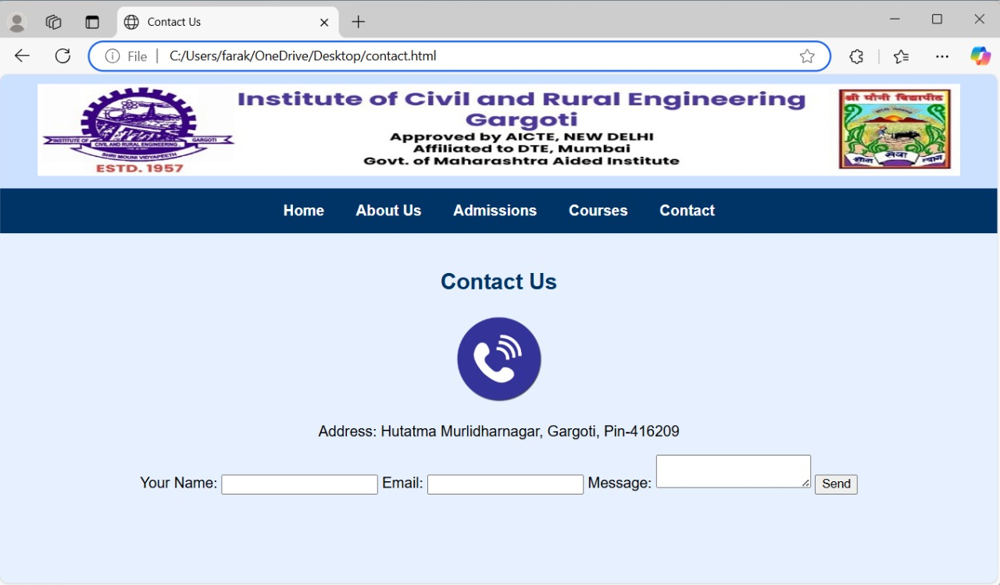 Contact Us
File
C:/Users/farak/OneDrive/Desktop/contact.html
Institute of Civil and Rural Engineering
Gargoti
Approved by AICTE, NEW DELHI
Affiliated to DTE, Mumbai
Govt. of Maharashtra Aided Institute
INSTITUTE OF
GARGOTI
CIVIL AND RURAL ENGINEERING
SHRI MOUNI VIDYAPEETH
ESTD. 1957
श्री मौनी विद्यापीठ
सेवा
त्याग
Home About Us Admissions Courses Contact
Contact Us
Address: Hutatma Murlidharnagar, Gargoti, Pin-416209
Your Name: Email: Message: Send